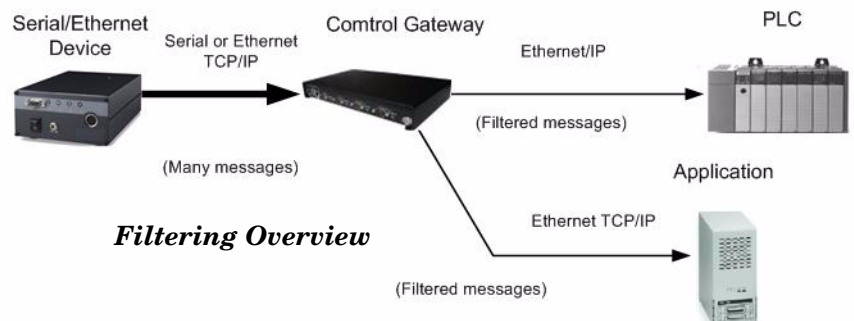 Serial/Ethernet
Device
Serial or Ethernet
TCP/IP
Comtrol Gateway
Ethernet/IP
PLC
(Many messages)
(Filtered messages)
Application
Filtering Overview
Ethernet TCP/IP
(Filtered messages)